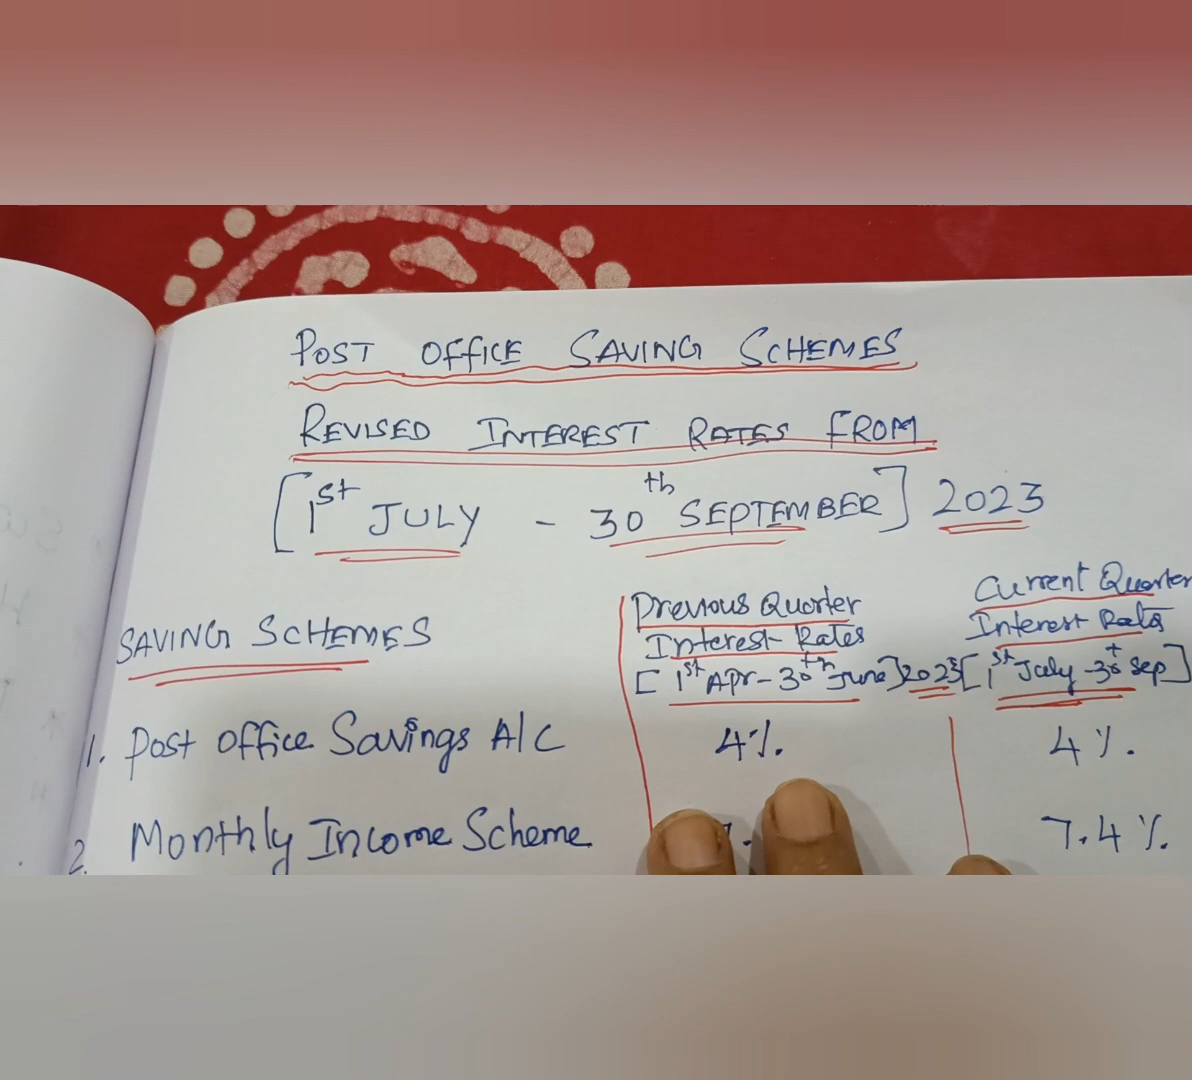 POST OFFICE SAVING SCHEMES
REVISED INTEREST RATES FROM
[1st JULY - 30th SEPTEMBER] 2023
SAVING SCHEMES
Previous Quarter
Interest Rates
[1st Apr - 30th June] 2023
Current Quarter
Interest Rates
[1st July - 30t Sep]
1. Post Office Savings A/C 4%. 4%.
2. Monthly Income Scheme 7.4%.